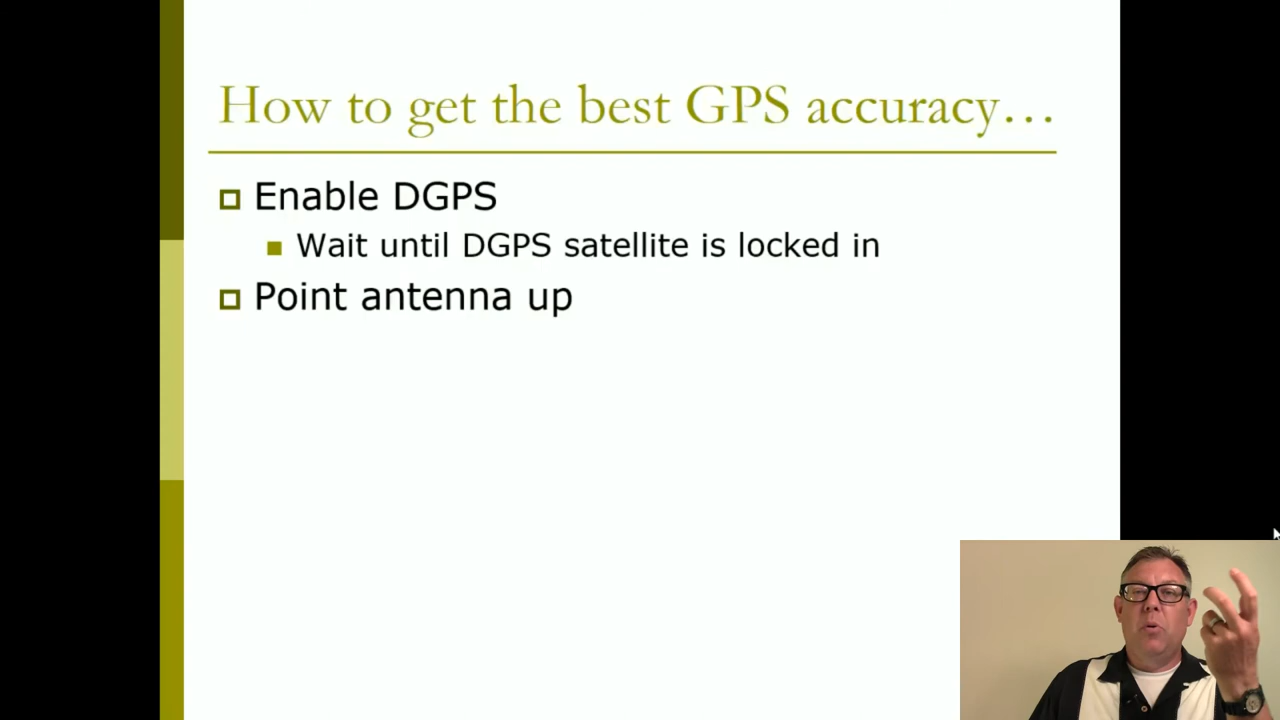 How to get the best GPS accuracy…
Enable DGPS
Wait until DGPS satellite is locked in
Point antenna up